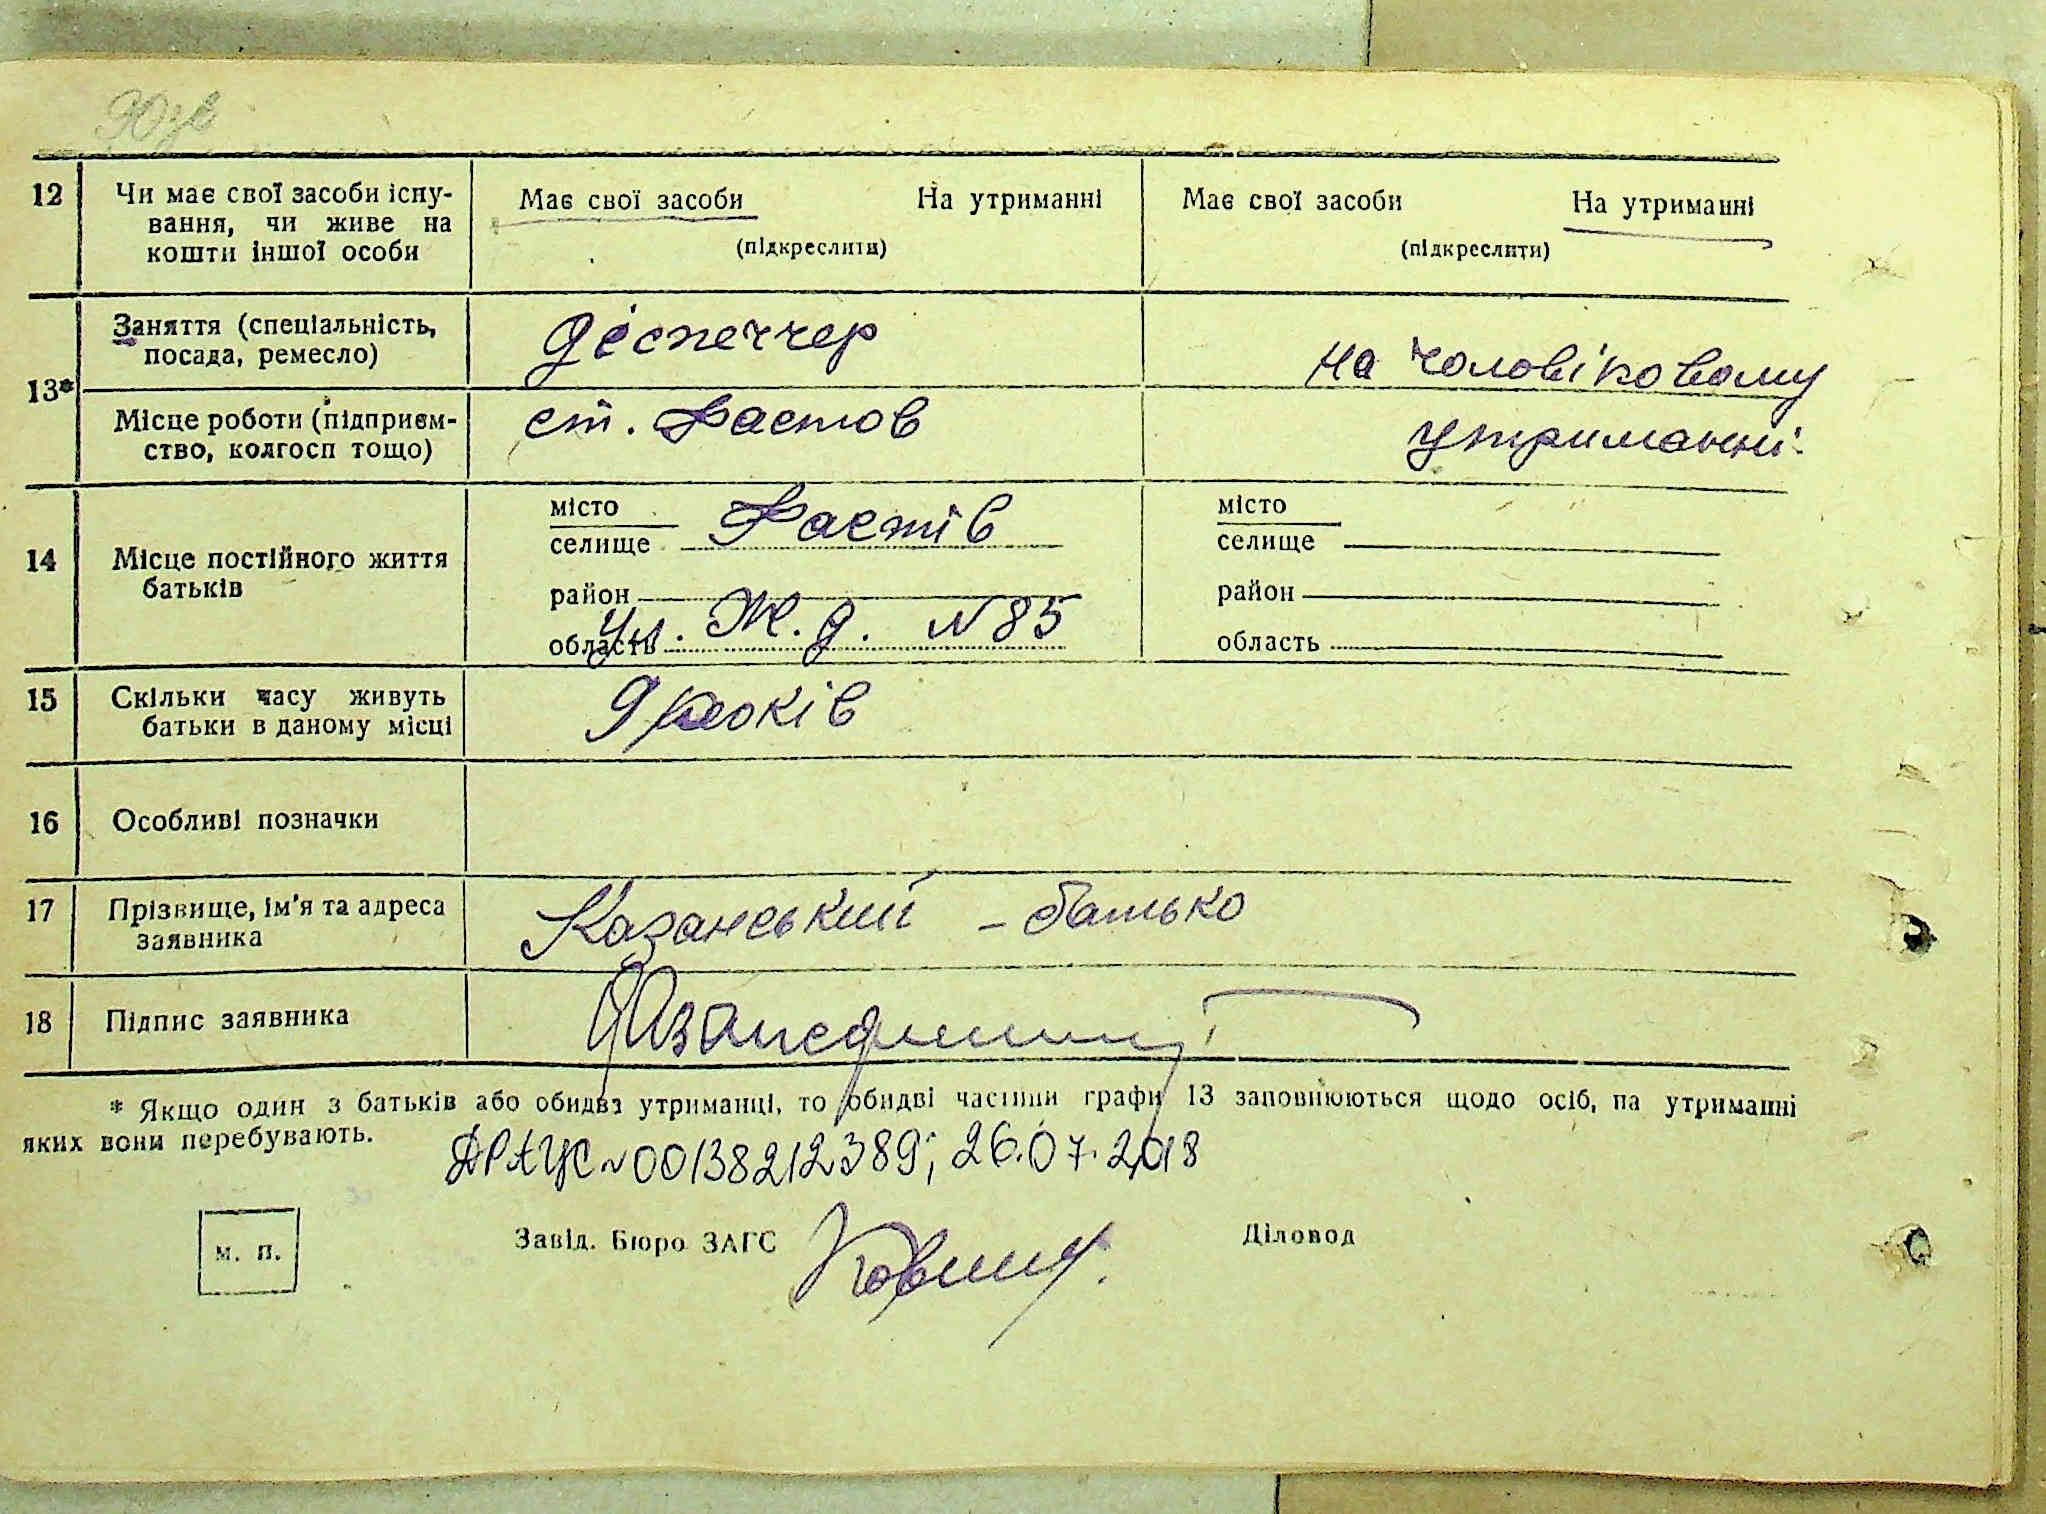 90зв
12 Чи має свої засоби існу- Має свої засоби На утриманні Має свої засоби На утриманні
вання, чи живе на
кошти іншої особи (підкреслити) (підкреслити)
Заняття (спеціальність, Діспетчер на чоловіковому
посада, ремесло)
13*
Місце роботи (підприєм- ст. Фастов утриманні.
ство, колгосп тощо)
місто Фастів місто
селище селище
14 Місце постійного життя район район
батьків ул. Ж.д. N 85
область область
15 Скільки часу живуть 9 років
батьки в даному місці
16 Особливі позначки
17 Прізвище, ім'я та адреса Казанський - батько
заявника
18 Підпис заявника
* Якщо один з батьків або обидва утриманці, то обидві частини графи 13 заповнюються щодо осіб, на утриманні
яких вони перебувають.
ДРАЦС N 00138212389; 26.07.2018
м. п. Завід. Бюро ЗАГС Діловод